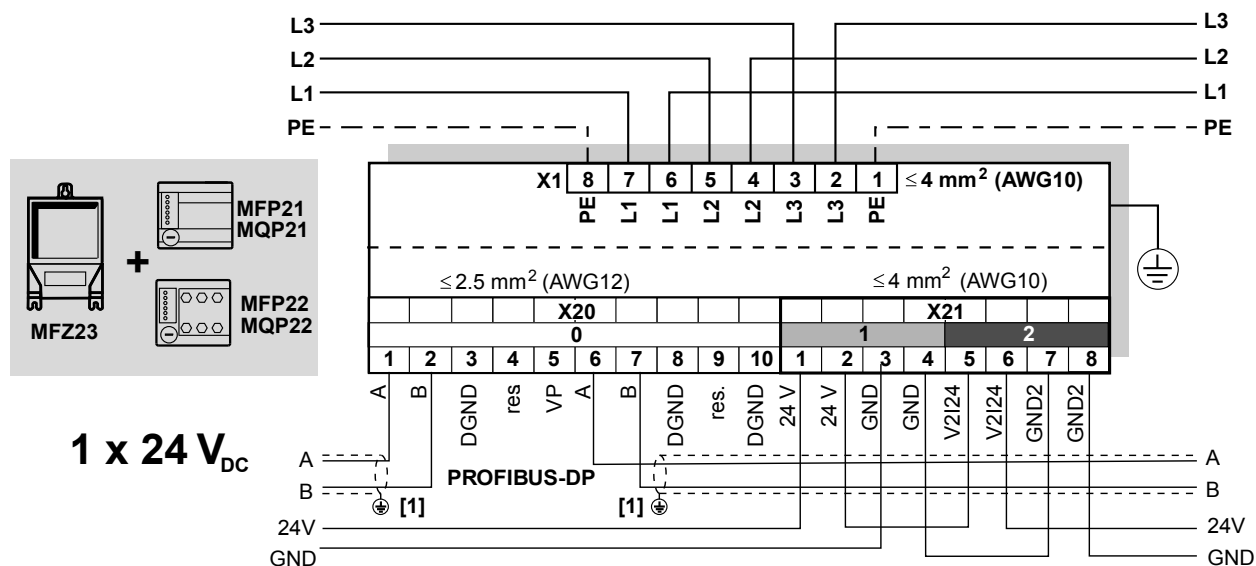 L3 L3
L2 L2
L1 L1
PE PE
X1 8 7 6 5 4 3 2 1 ≤ 4 mm² (AWG10)
PE L1 L1 L2 L2 L3 L3 PE
MFP21
MQP21
+
MFP22
MQP22
MFZ23
≤ 2.5 mm² (AWG12) ≤ 4 mm² (AWG10)
X20 X21
0 1 2
1 2 3 4 5 6 7 8 9 10 1 2 3 4 5 6 7 8
A B DGND res VP A B DGND res. DGND 24 V 24 V GND GND V2I24 V2I24 GND2 GND2
1 x 24 VDC
A PROFIBUS-DP A
B B
[1] [1]
24V 24V
GND GND